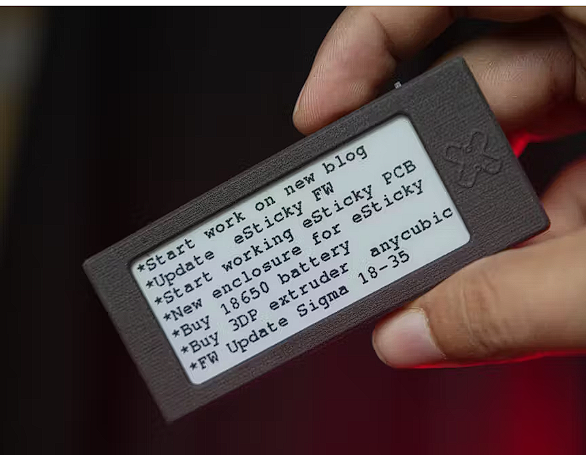 *Start work on new blog
*Update  eSticky FW
*Start working eSticky PCB
*New enclosure for eSticky
*Buy 18650 battery
*Buy 3DP extruder  anycubic
*FW Update Sigma 18-35